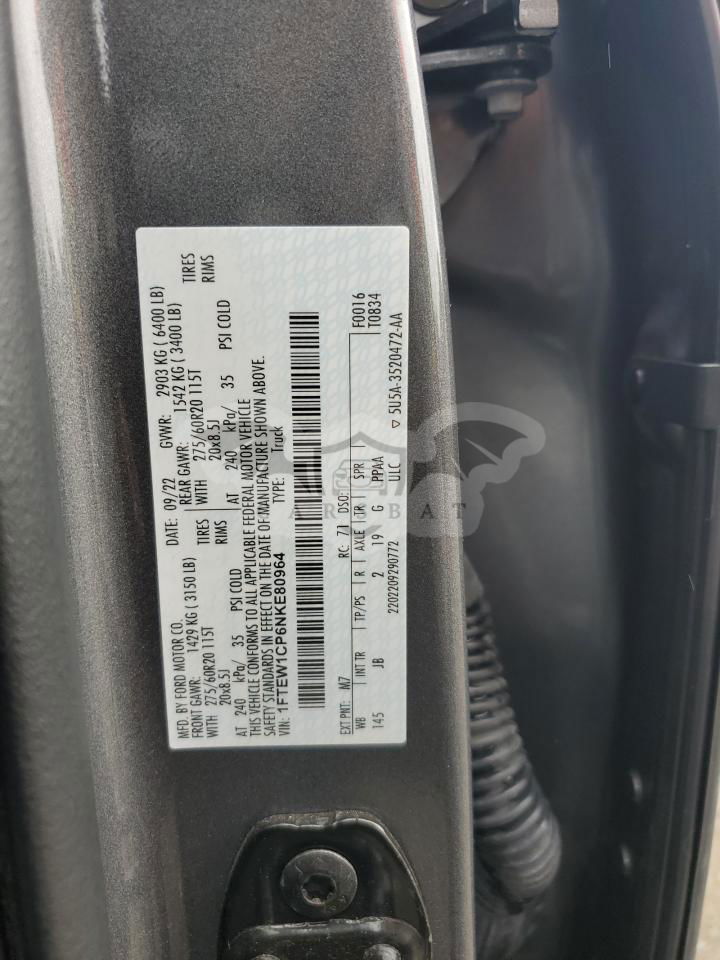 MFD. BY FORD MOTOR CO. DATE: 09/22 GVWR: 2903 KG ( 6400 LB)
FRONT GAWR: 1429 KG ( 3150 LB) REAR GAWR: 1542 KG ( 3400 LB)
WITH 275/60R20 115T TIRES WITH 275/60R20 115T TIRES
20x8.5J RIMS 20x8.5J RIMS
AT 240 kPa/ 35 PSI COLD AT 240 kPa/ 35 PSI COLD
THIS VEHICLE CONFORMS TO ALL APPLICABLE FEDERAL MOTOR VEHICLE
SAFETY STANDARDS IN EFFECT ON THE DATE OF MANUFACTURE SHOWN ABOVE.
VIN: 1FTEW1CP6NKE80964 TYPE: Truck
EXT PNT: M7 RC: 71 DSO: F0016
WB INT TR TP/PS R AXLE TR SPR T0834
145 JB 2 19 G PPAA
2202209290772 ULC ▽ 5U5A-3520472-AA
ARBBAT